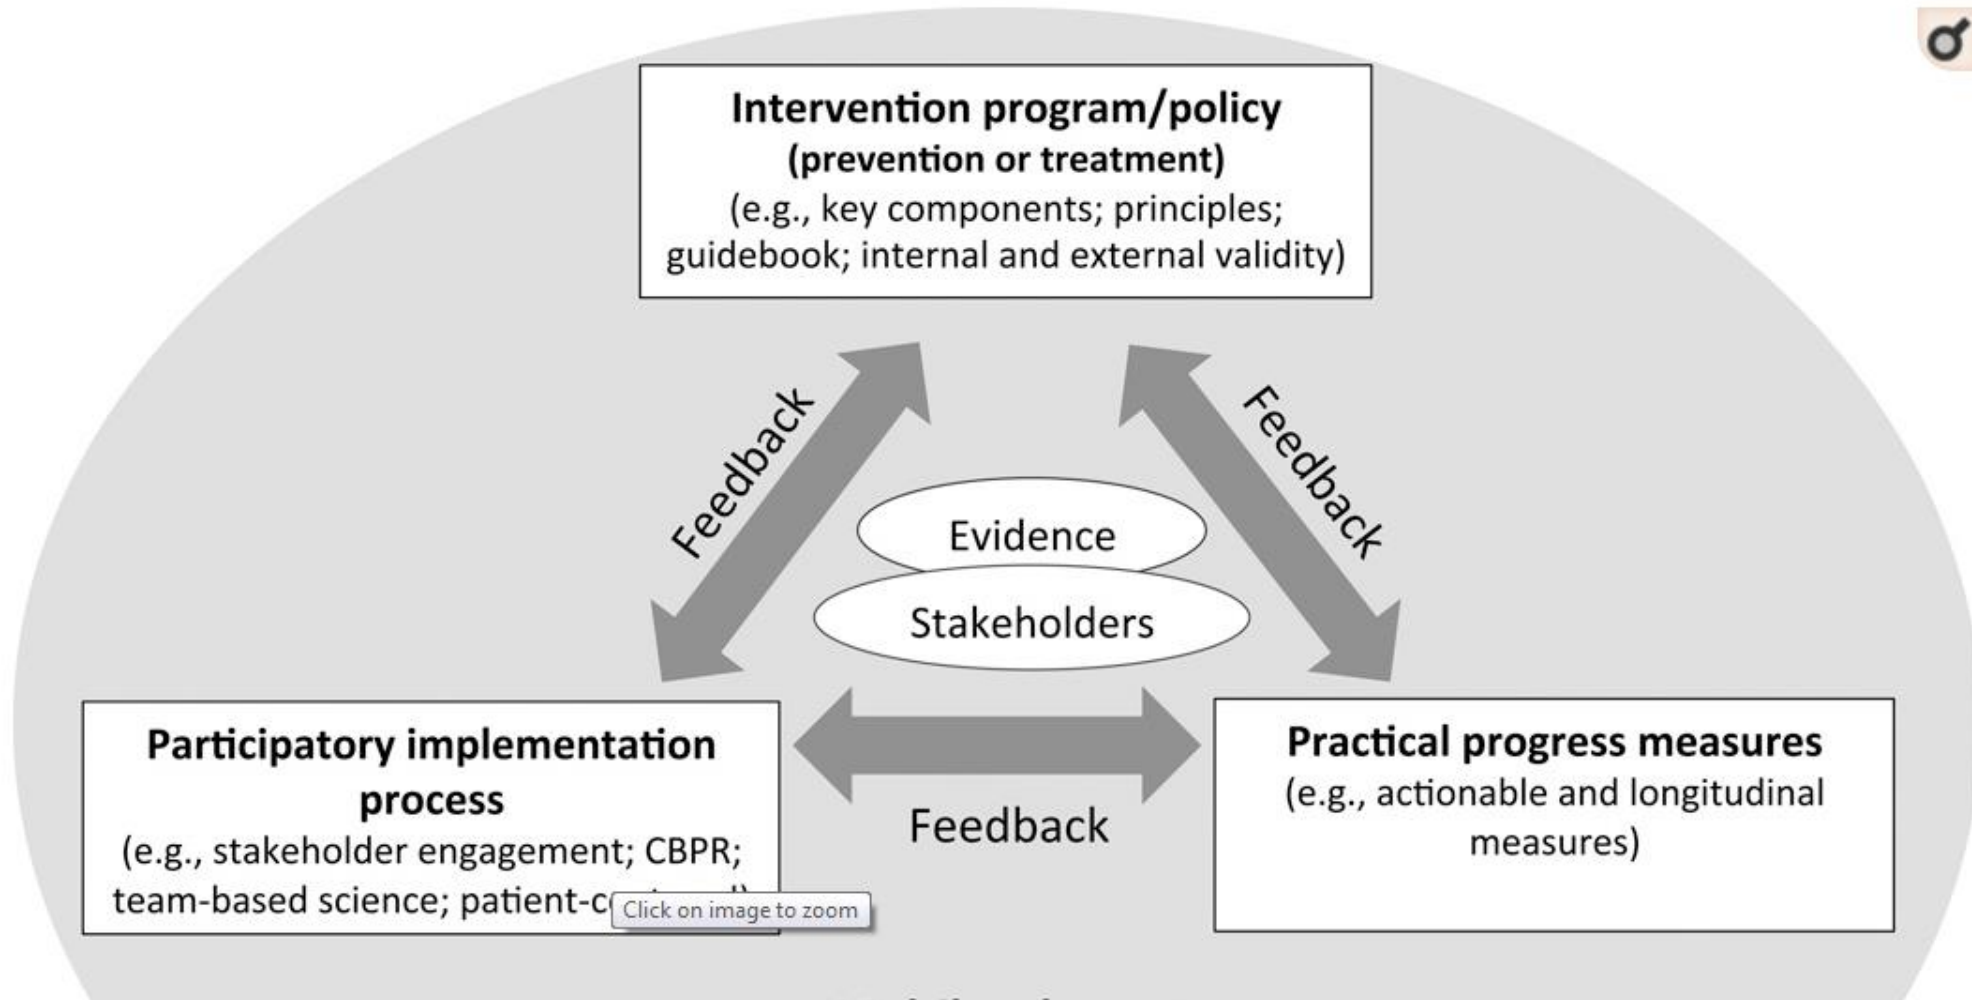 Intervention program/policy
(prevention or treatment)
(e.g., key components; principles;
guidebook; internal and external validity)
Feedback
Feedback
Evidence
Stakeholders
Participatory implementation
process
(e.g., stakeholder engagement; CBPR;
team-based science;
Click on image to zoom
Feedback
Practical progress measures
(e.g., actionable and longitudinal
measures)